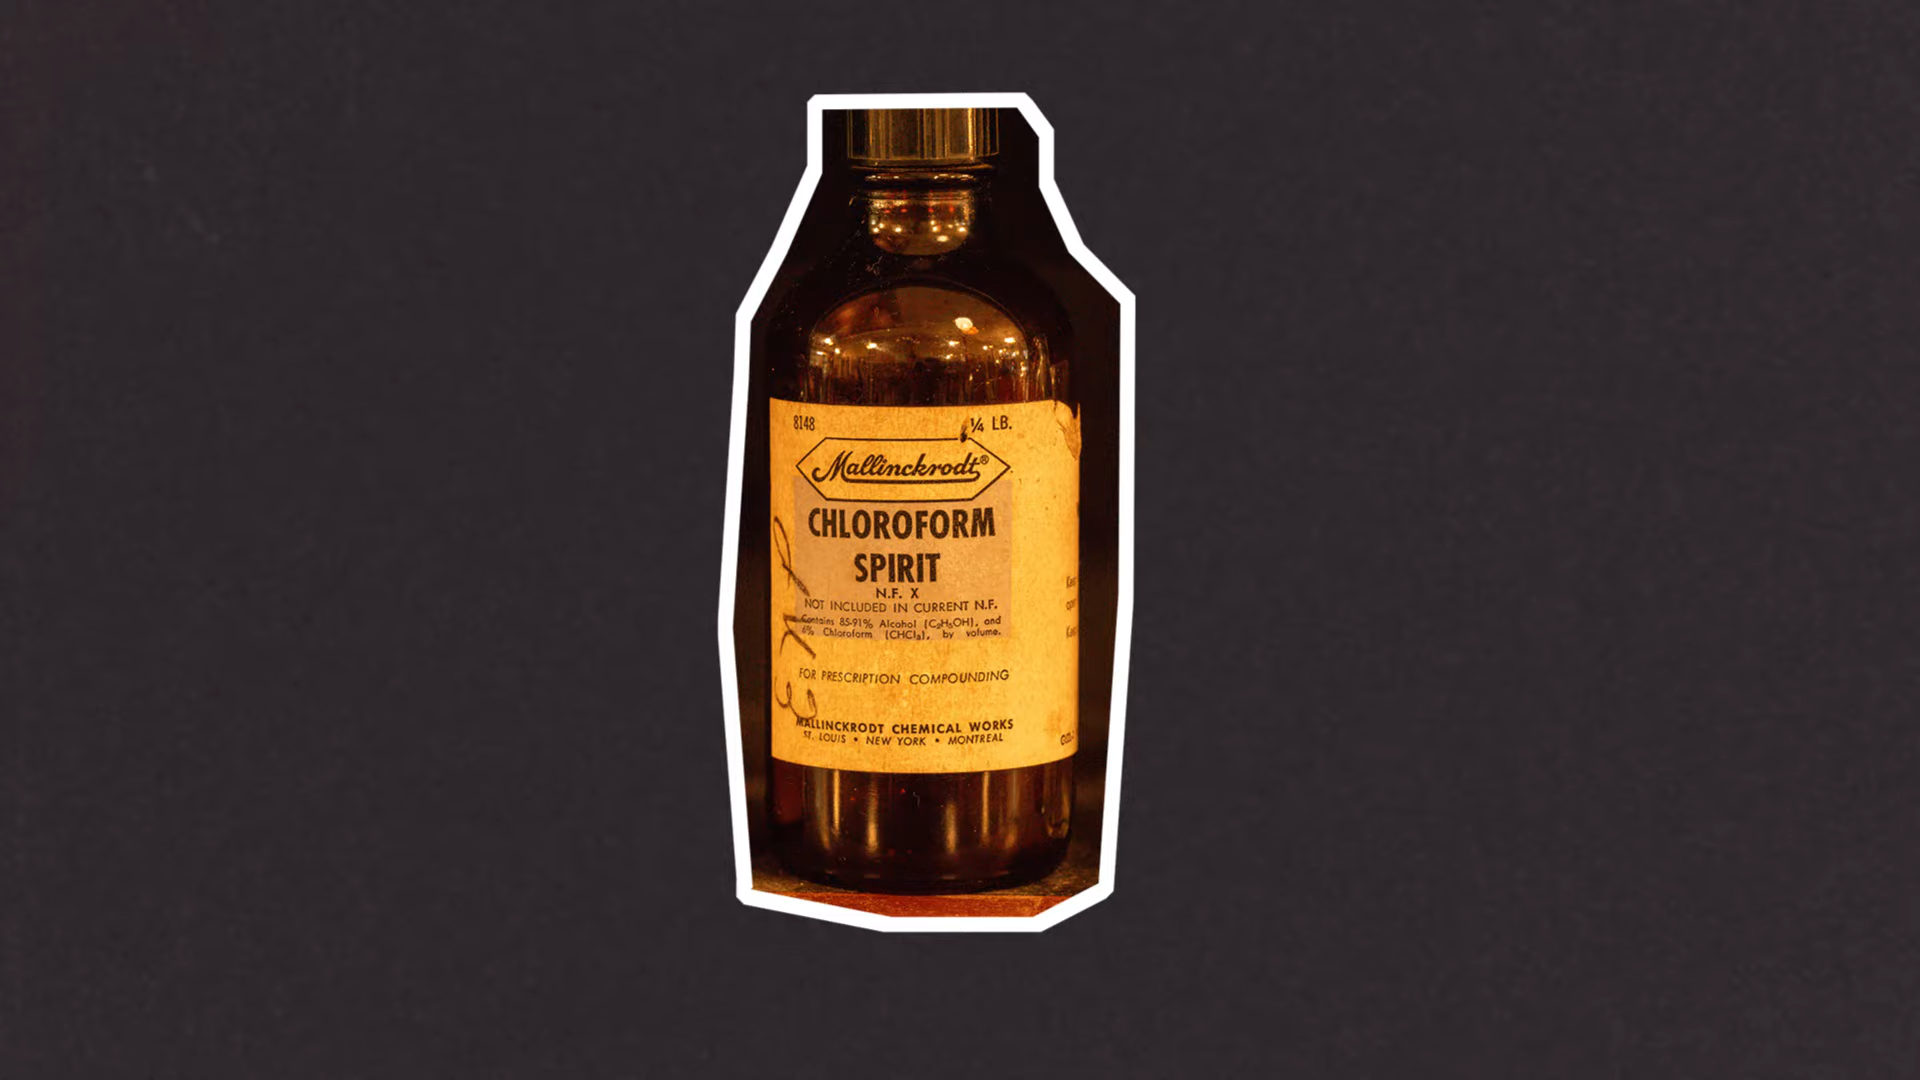 8148 ¼ LB.
Mallinckrodt®
CHLOROFORM
SPIRIT
N.F. X
NOT INCLUDED IN CURRENT N.F.
Contains 85-91% Alcohol (C₂H₅OH), and
6% Chloroform (CHCl₃), by volume.
FOR PRESCRIPTION COMPOUNDING
MALLINCKRODT CHEMICAL WORKS
ST. LOUIS • NEW YORK • MONTREAL